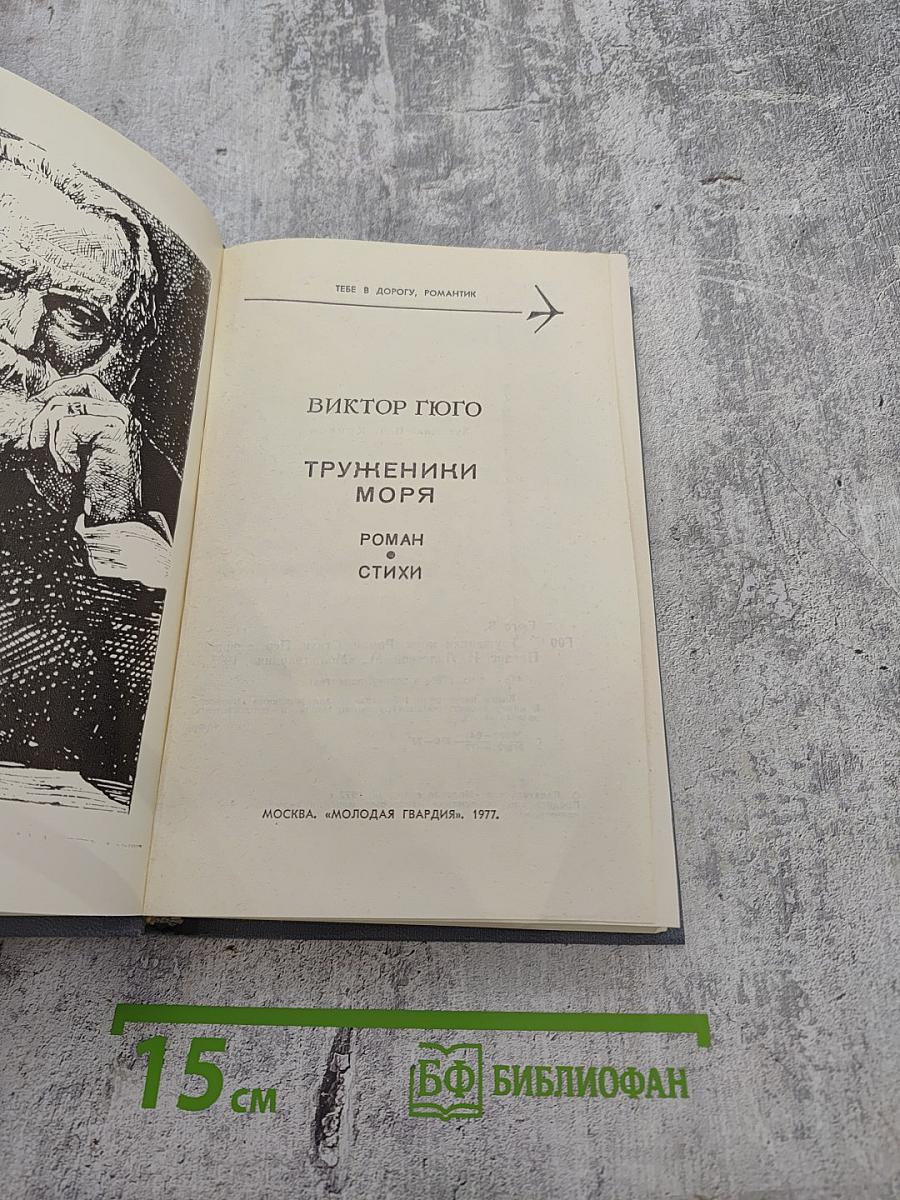 ТЕБЕ В ДОРОГУ, РОМАНТИК
ВИКТОР ГЮГО
ТРУЖЕНИКИ
МОРЯ
РОМАН
•
СТИХИ
МОСКВА. «МОЛОДАЯ ГВАРДИЯ». 1977.
15 см
БФ БИБЛИОФАН